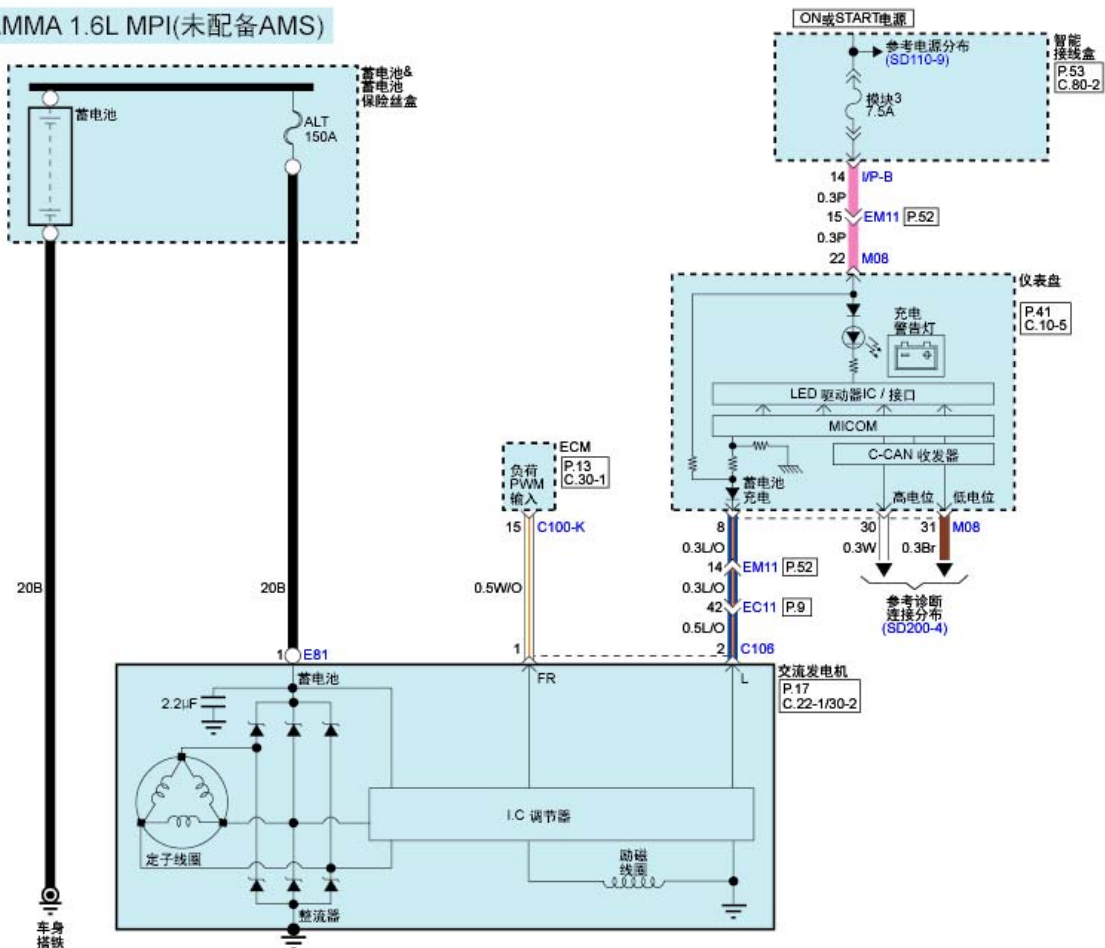 AMMA 1.6L MPI(未配备AMS)
蓄电池&
蓄电池
保险丝盒
蓄电池
ALT
150A
ON或START电源
参考电源分布
(SD110-9)
模块3
7.5A
智能
接线盒
P.53
C.80-2
14 I/P-B
0.3P
15 EM11 P.52
0.3P
22 M08
仪表盘
P.41
C.10-5
充电
警告灯
LED 驱动器IC / 接口
MICOM
C-CAN 收发器
蓄电池
充电
高电位
低电位
ECM
P.13
C.30-1
负荷
PWM
输入
15 C100-K
8
30
31 M08
0.3L/O
0.3W
0.3Br
14 EM11 P.52
0.3L/O
42 EC11 P.9
0.5L/O
参考诊断
连接分布
(SD200-4)
20B
20B
0.5W/O
1 E81
1
2 C106
FR
L
交流发电机
P.17
C.22-1/30-2
蓄电池
2.2μF
I.C 调节器
定子线圈
励磁
线圈
整流器
车身
搭铁